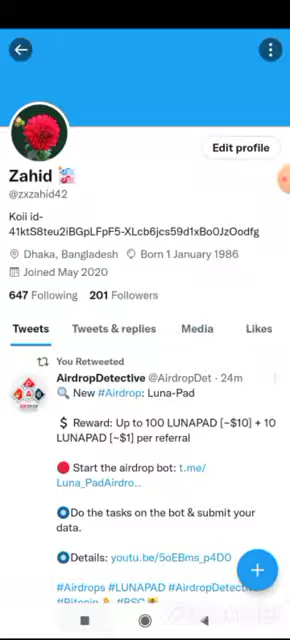 Edit profile
Zahid
@zxzahid42
Koii id-
41ktS8teu2iBGpLFpF5-XLcb6jcs59d1xBo0JzOodfg
Dhaka, Bangladesh Born 1 January 1986
Joined May 2020
647 Following 201 Followers
Tweets Tweets & replies Media Likes
You Retweeted
AirdropDetective @AirdropDet · 24m
🔍 New #Airdrop: Luna-Pad
💲 Reward: Up to 100 LUNAPAD [~$10] + 10
LUNAPAD [~$1] per referral
🔴 Start the airdrop bot: t.me/
Luna_PadAirdro...
Do the tasks on the bot & submit your
data.
Details: youtu.be/5oEBms_p4D0
#Airdrops #LUNAPAD #AirdropDetecti
#Bitcoin #BSC